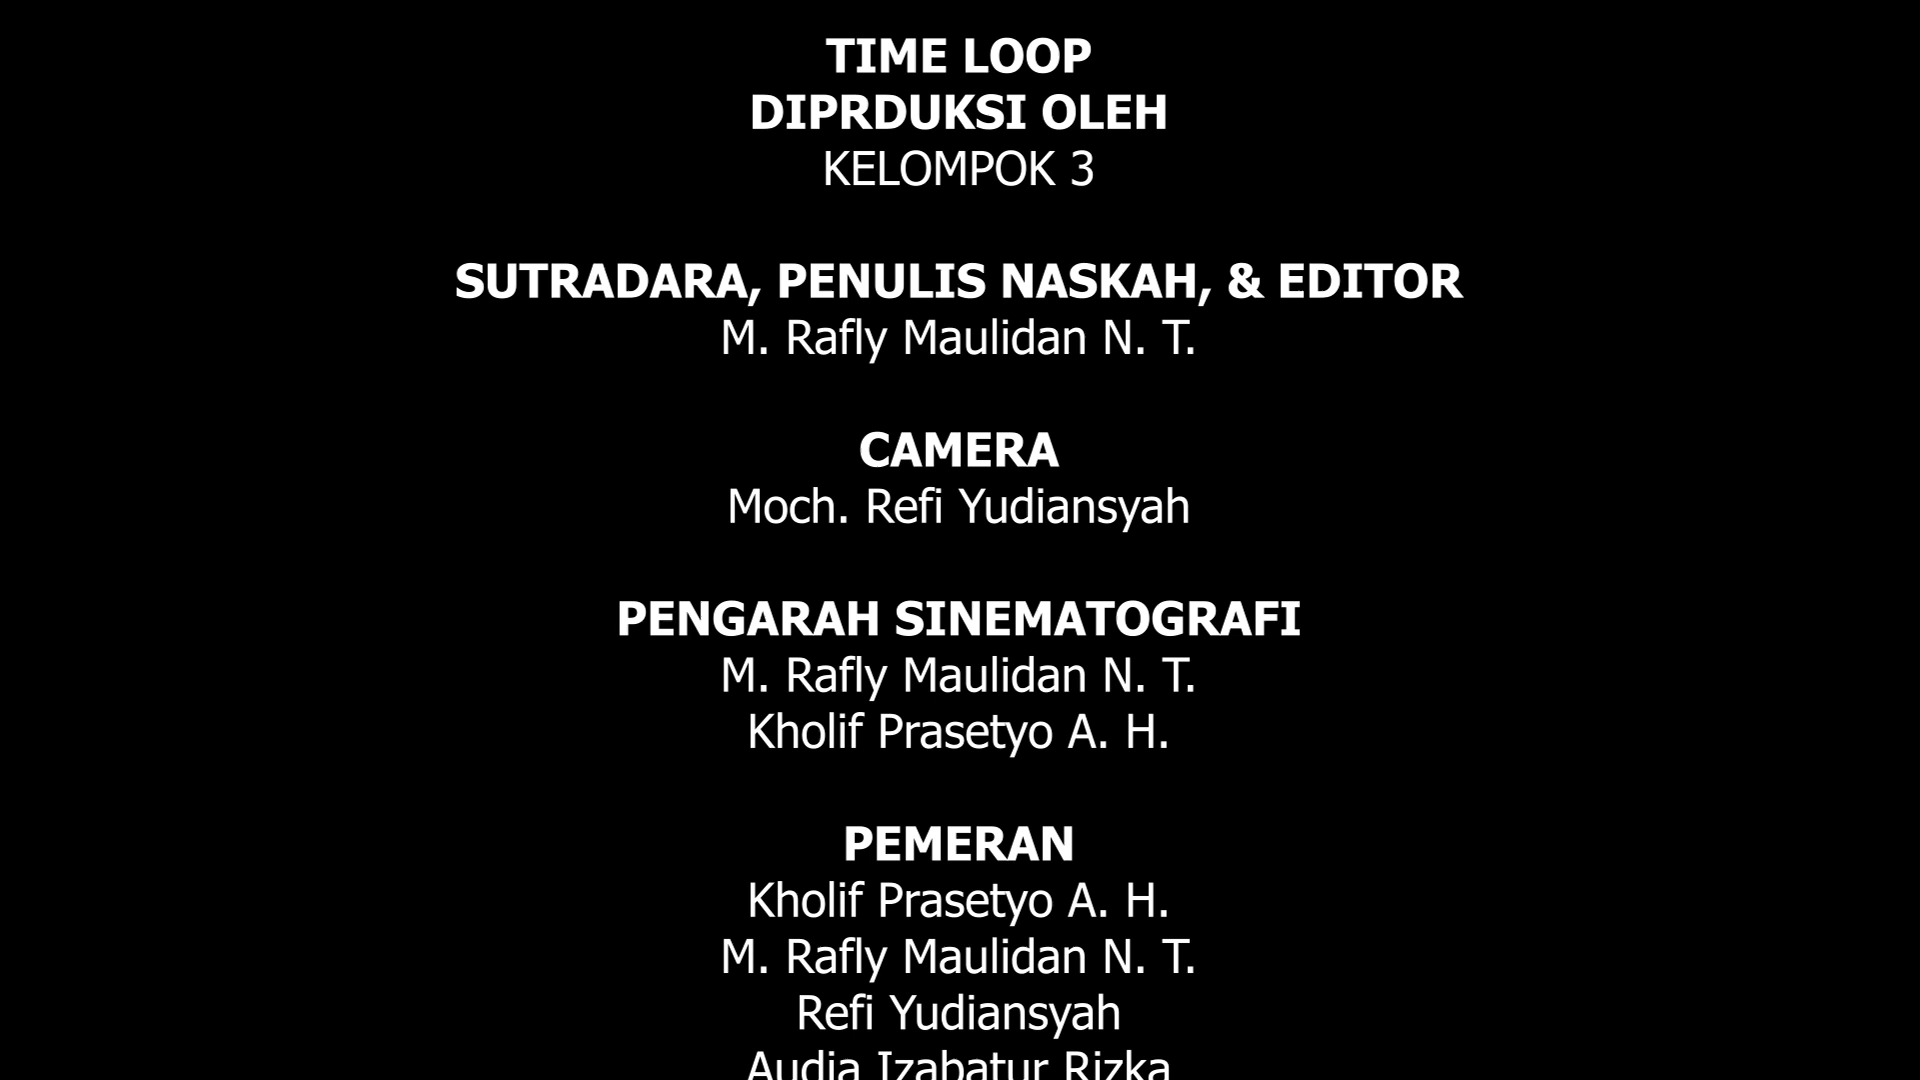 TIME LOOP
DIPRDUKSI OLEH
KELOMPOK 3
SUTRADARA, PENULIS NASKAH, & EDITOR
M. Rafly Maulidan N. T.
CAMERA
Moch. Refi Yudiansyah
PENGARAH SINEMATOGRAFI
M. Rafly Maulidan N. T.
Kholif Prasetyo A. H.
PEMERAN
Kholif Prasetyo A. H.
M. Rafly Maulidan N. T.
Refi Yudiansyah
Audia Izabatur Rizka